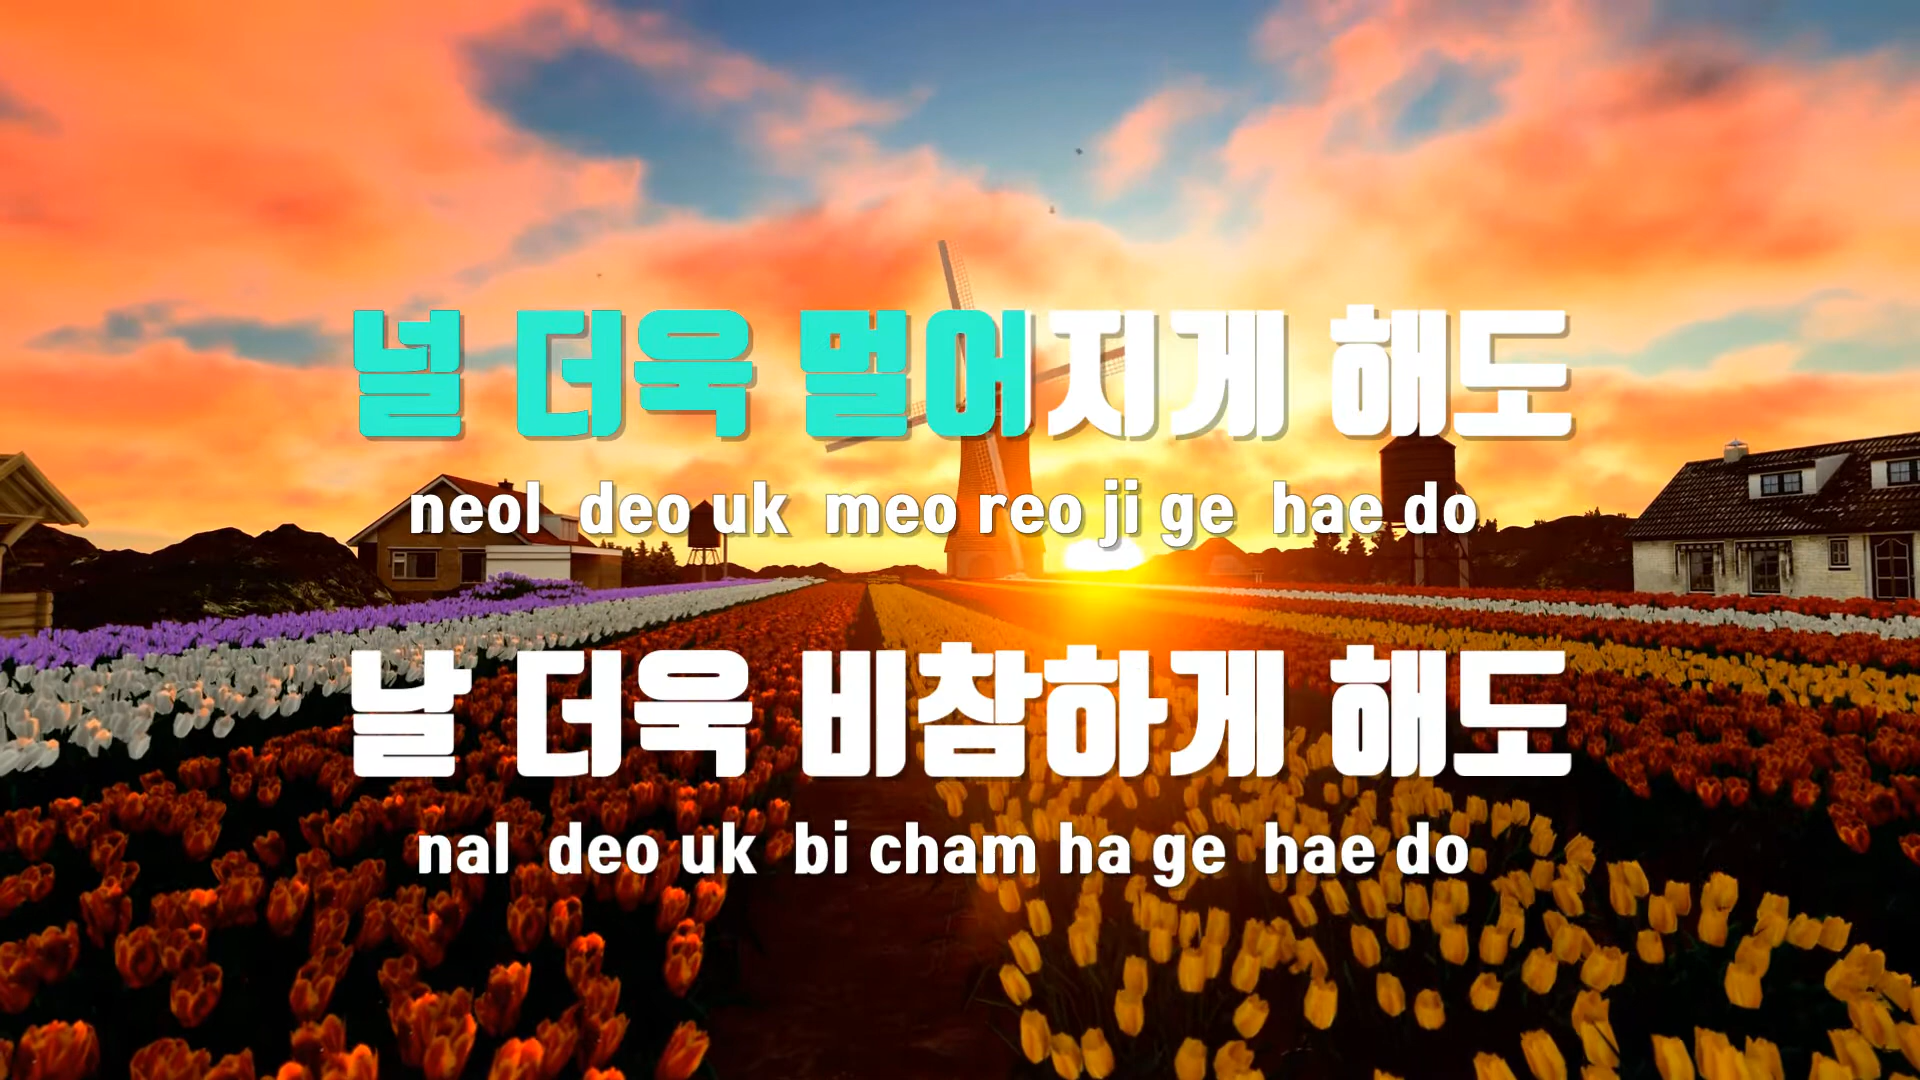 널 더욱 멀어지게 해도
neol deo uk meo reo ji ge hae do
날 더욱 비참하게 해도
nal deo uk bi cham ha ge hae do